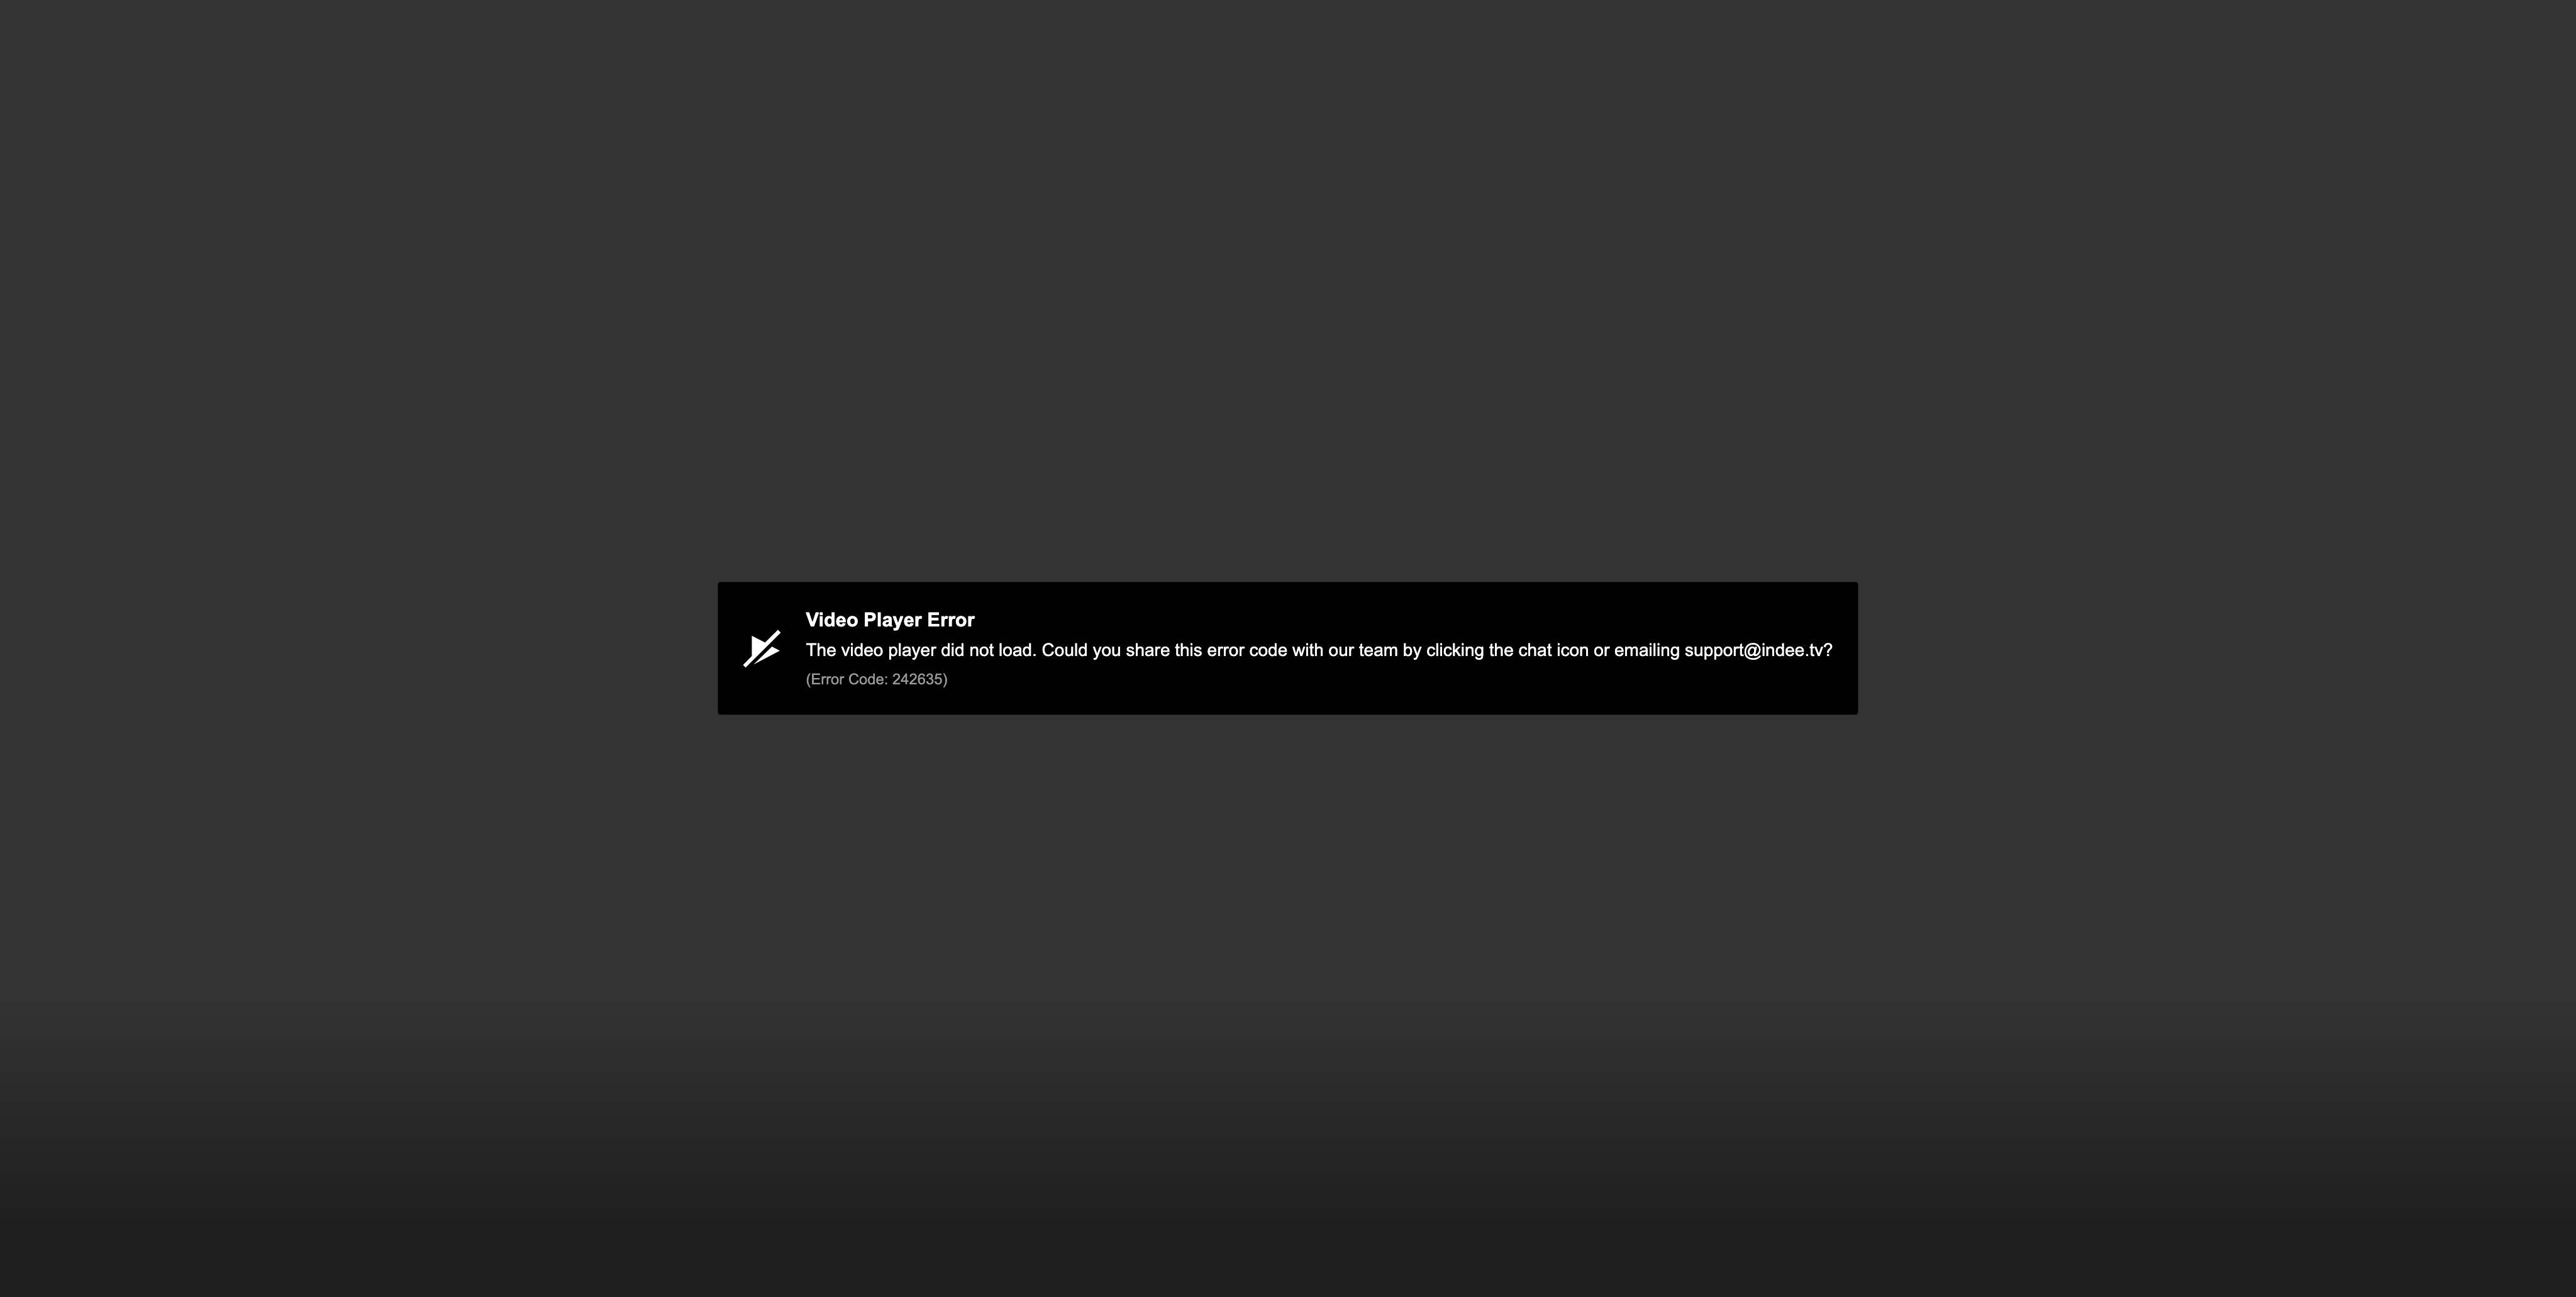 Video Player Error
The video player did not load. Could you share this error code with our team by clicking the chat icon or emailing support@indee.tv?
(Error Code: 242635)